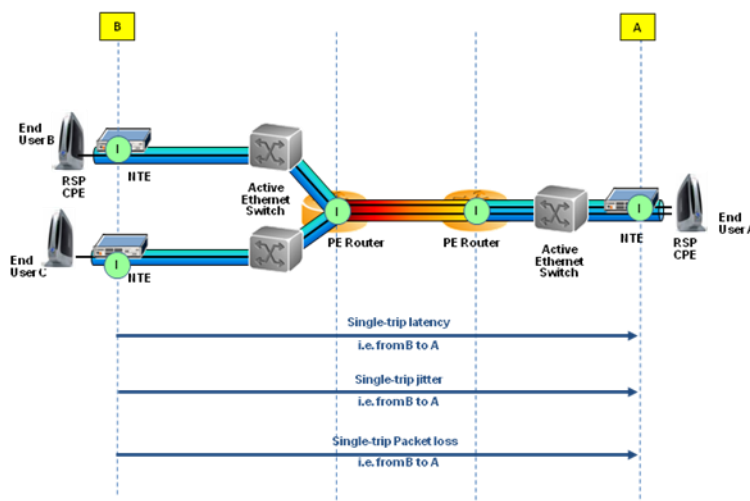 B
A
End
User B
RSP
CPE
I
NTE
Active
Ethernet
Switch
End
User C
I
NTE
I
PE Router
I
PE Router
Active
Ethernet
Switch
I
NTE
RSP
CPE
End
User A
Single-trip latency
i.e. from B to A
Single-trip jitter
i.e. from B to A
Single-trip Packet loss
i.e. from B to A